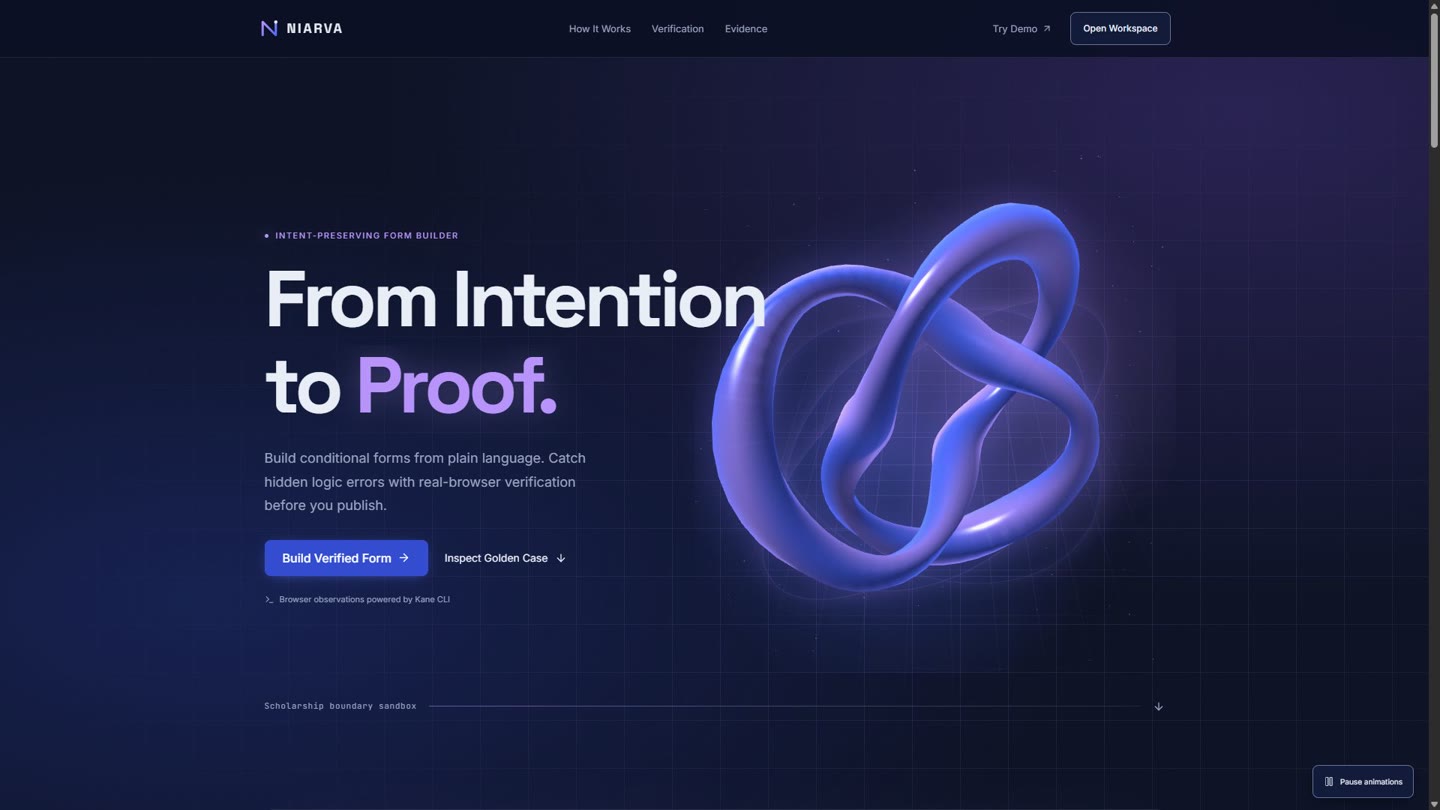 NIARVA
How It Works
Verification
Evidence
Try Demo
Open Workspace
INTENT-PRESERVING FORM BUILDER
From Intention
to Proof.
Build conditional forms from plain language. Catch
hidden logic errors with real-browser verification
before you publish.
Build Verified Form
Inspect Golden Case
Browser observations powered by Kane CLI
Scholarship boundary sandbox
Pause animations